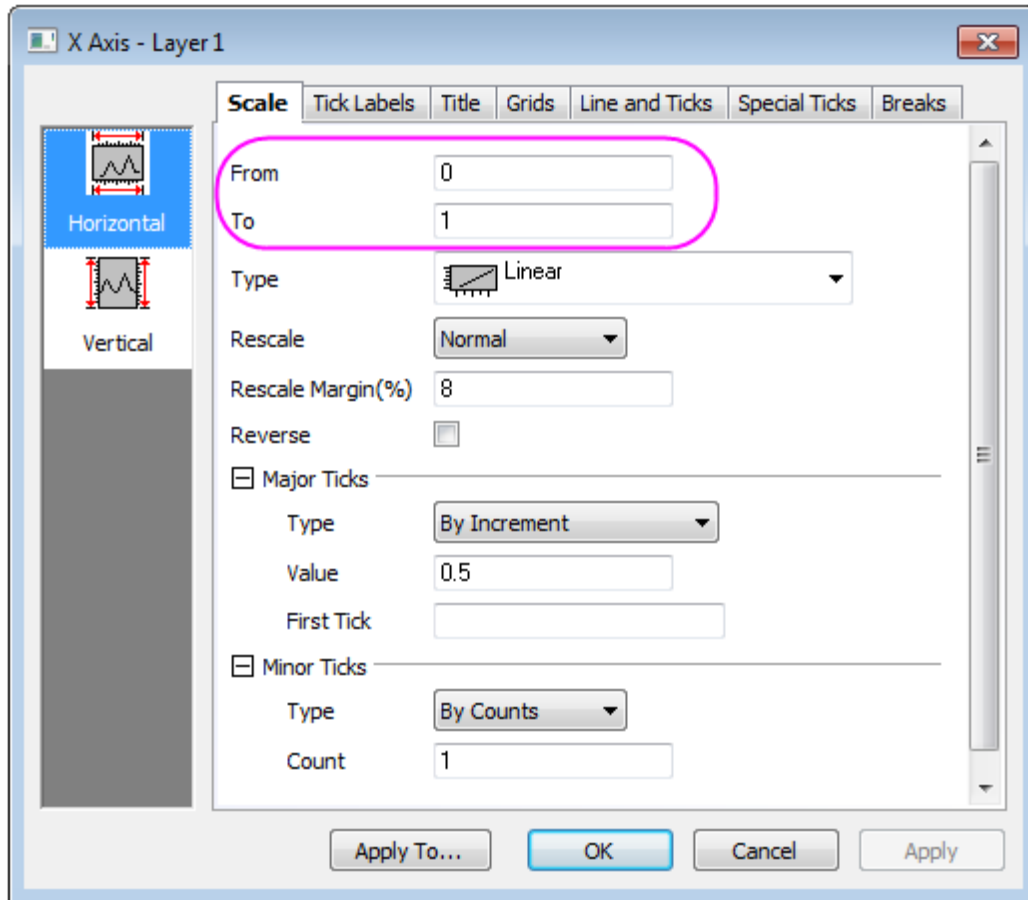 X Axis - Layer 1
Scale Tick Labels Title Grids Line and Ticks Special Ticks Breaks
Horizontal
Vertical
From 0
To 1
Type Linear
Rescale Normal
Rescale Margin(%) 8
Reverse
Major Ticks
Type By Increment
Value 0.5
First Tick
Minor Ticks
Type By Counts
Count 1
Apply To... OK Cancel Apply